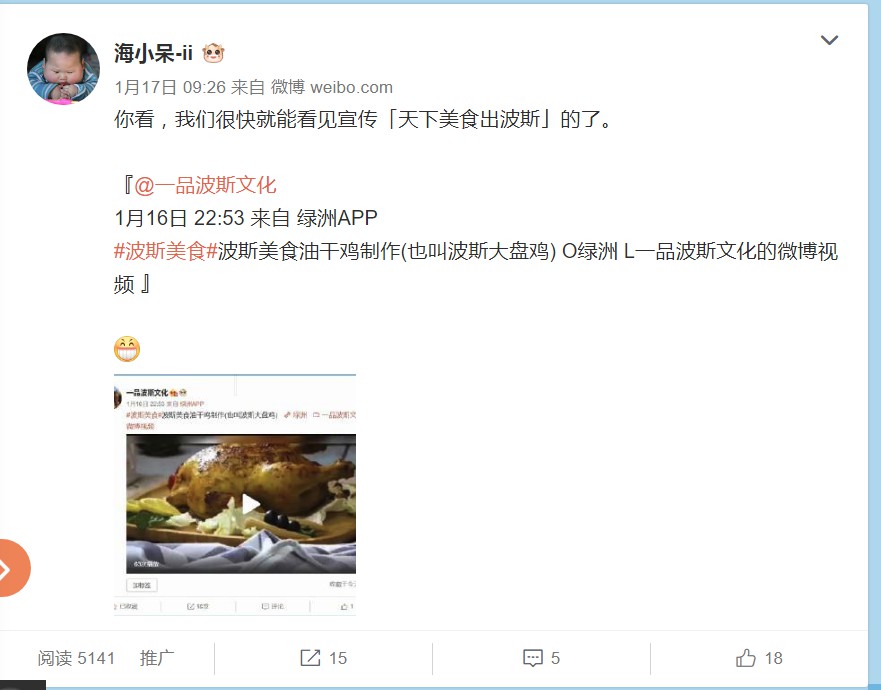 海小呆-ii
1月17日 09:26 来自 微博 weibo.com
你看，我们很快就能看见宣传「天下美食出波斯」的了。
『@一品波斯文化
1月16日 22:53 来自 绿洲APP
#波斯美食#波斯美食油干鸡制作(也叫波斯大盘鸡) O绿洲 L一品波斯文化的微博视
频 』
一品波斯文化
1月16日 22:53 来自 绿洲APP
#波斯美食#波斯美食油干鸡制作(也叫波斯大盘鸡) 绿洲 一品波斯文
微博视频
阅读 5141 推广 15 5 18